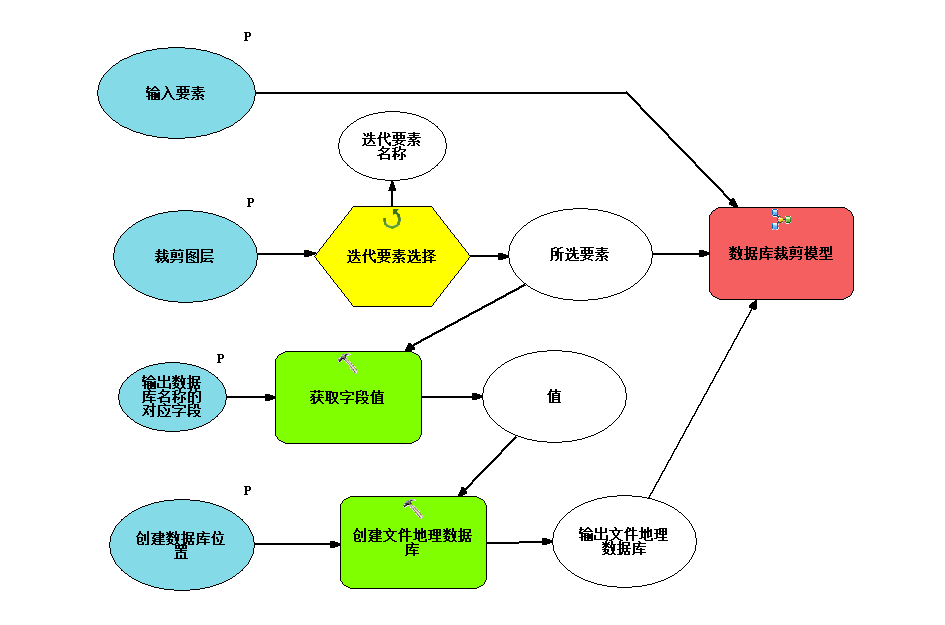 P
输入要素
迭代要素
名称
P
裁剪图层
迭代要素选择
所选要素
数据库裁剪模型
P
输出数据
库名称的
对应字段
获取字段值
值
P
创建数据库位
置
创建文件地理数据
库
输出文件地理
数据库